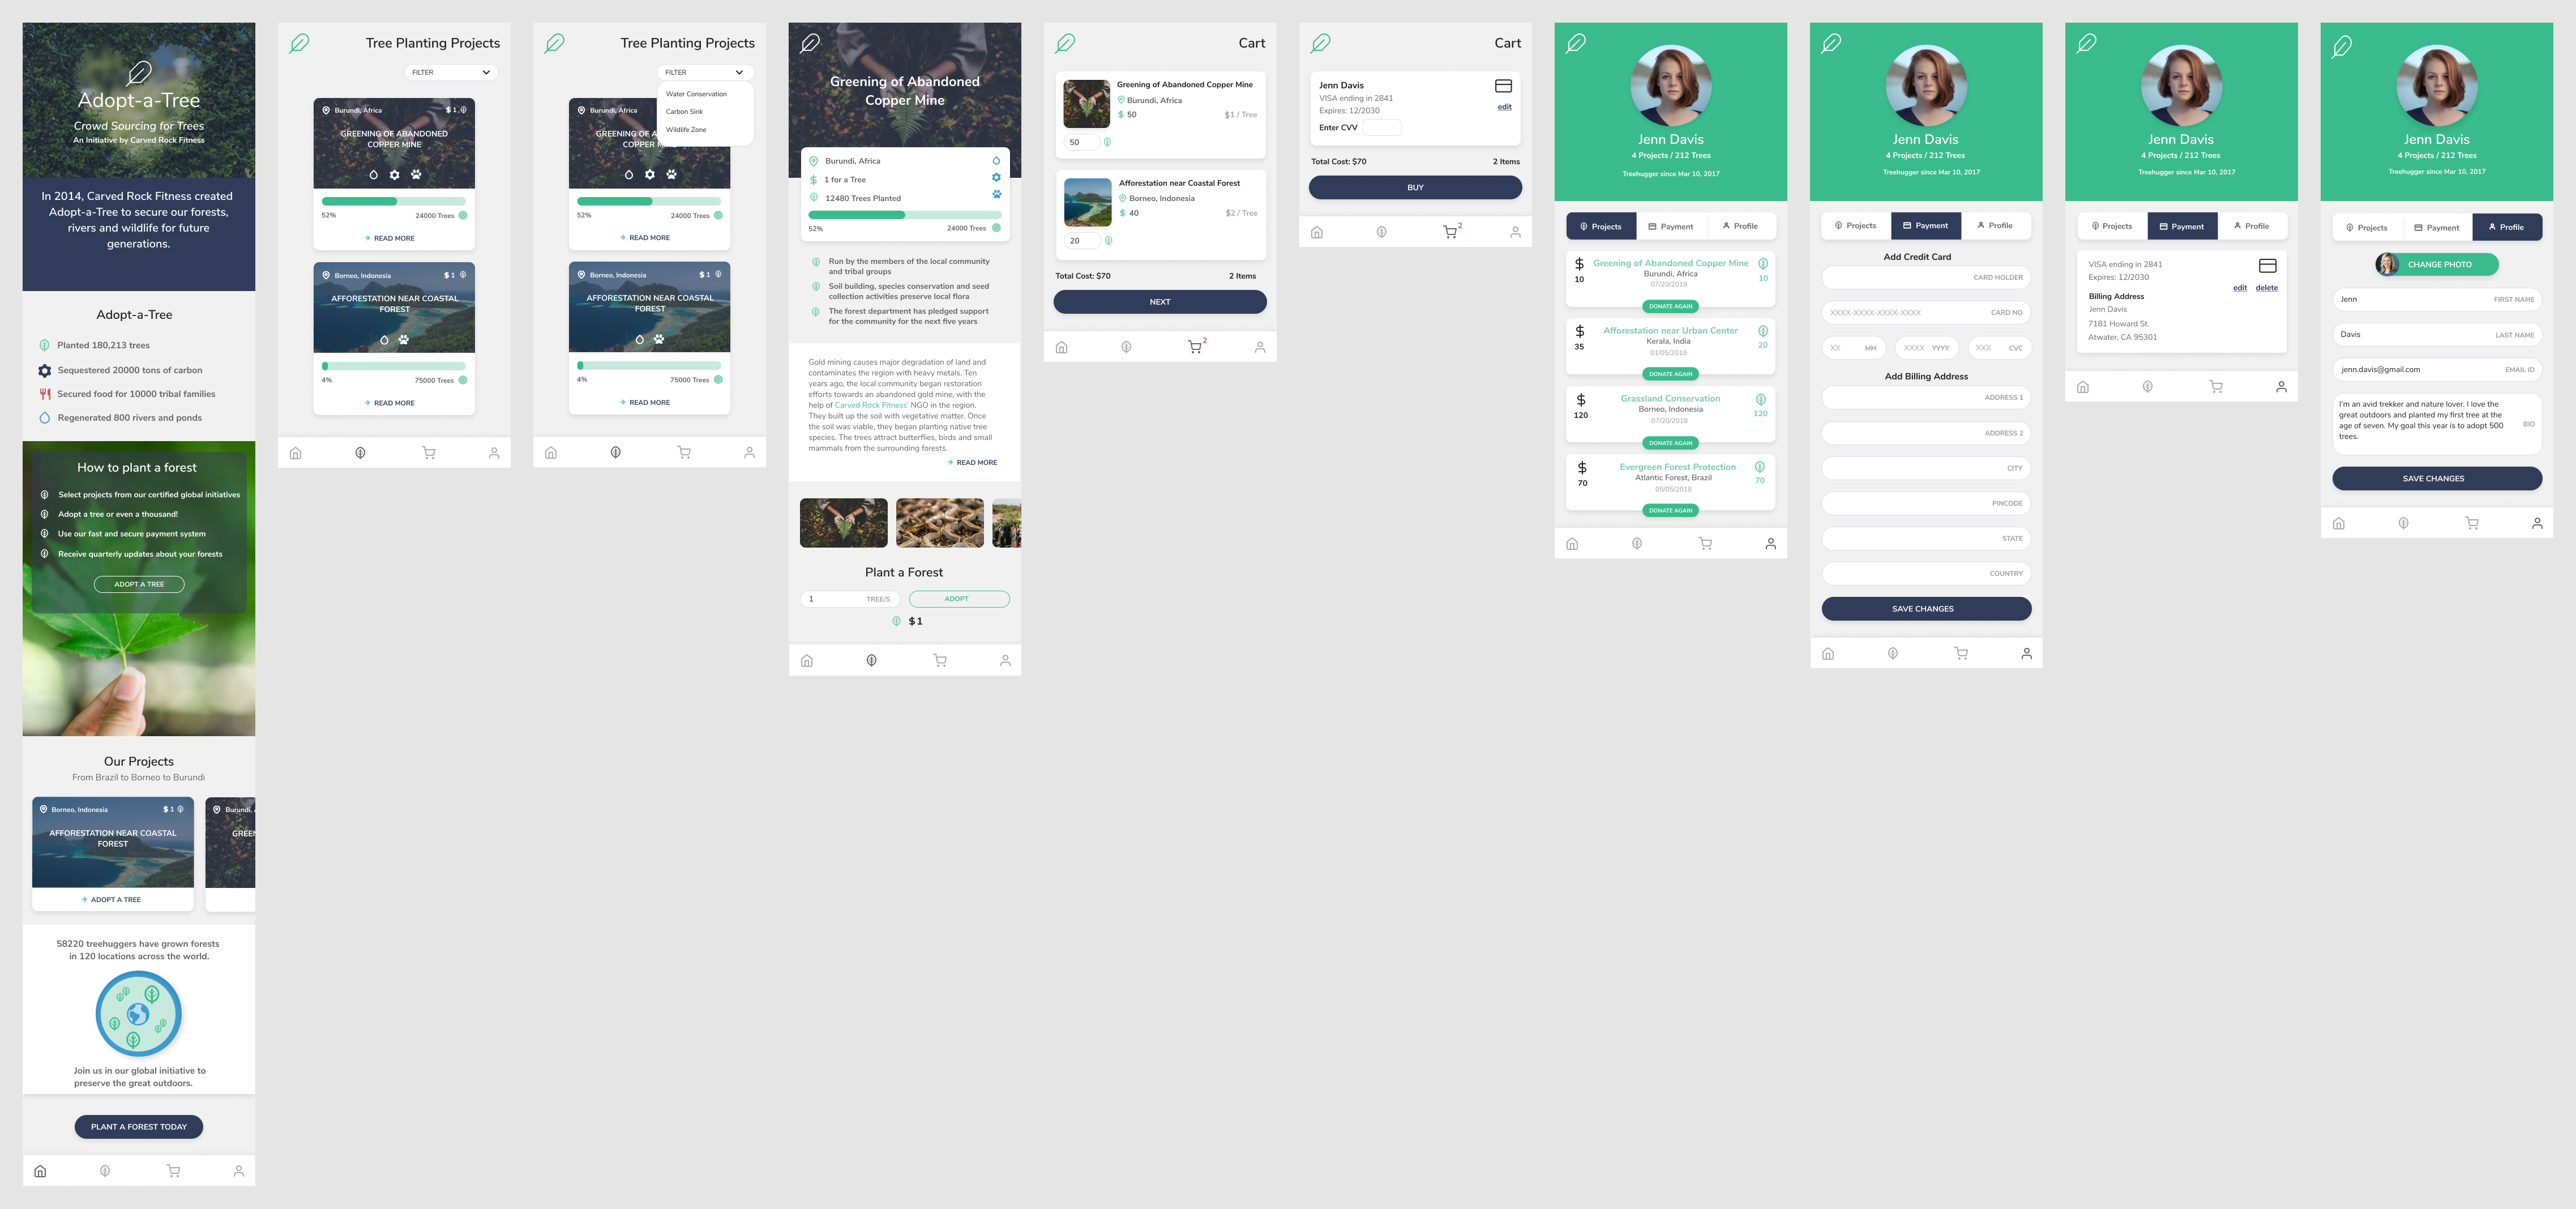 Adopt-a-Tree
Crowd Sourcing for Trees
An Initiative by Carved Rock Fitness
In 2014, Carved Rock Fitness created
Adopt-a-Tree to secure our forests,
rivers and wildlife for future
generations.
Adopt-a-Tree
Planted 180,213 trees
Sequestered 20000 tons of carbon
Secured food for 10000 tribal families
Regenerated 800 rivers and ponds
How to plant a forest
Select projects from our certified global initiatives
Adopt a tree or even a thousand!
Use our fast and secure payment system
Receive quarterly updates about your forests
ADOPT A TREE
Our Projects
From Brazil to Borneo to Burundi
Borneo, Indonesia $ 1
AFFORESTATION NEAR COASTAL
FOREST
ADOPT A TREE
Burundi,
GREEN
58220 treehuggers have grown forests
in 120 locations across the world.
Join us in our global initiative to
preserve the great outdoors.
PLANT A FOREST TODAY
Tree Planting Projects
FILTER
Burundi, Africa $ 1
GREENING OF ABANDONED
COPPER MINE
52% 24000 Trees
READ MORE
Borneo, Indonesia $ 1
AFFORESTATION NEAR COASTAL
FOREST
4% 75000 Trees
READ MORE
Tree Planting Projects
FILTER
Water Conservation
Carbon Sink
Wildlife Zone
Burundi, Africa
GREENING OF A
COPPER M
52% 24000 Trees
READ MORE
Borneo, Indonesia $ 1
AFFORESTATION NEAR COASTAL
FOREST
4% 75000 Trees
READ MORE
Greening of Abandoned
Copper Mine
Burundi, Africa
$ 1 for a Tree
12480 Trees Planted
52% 24000 Trees
Run by the members of the local community
and tribal groups
Soil building, species conservation and seed
collection activities preserve local flora
The forest department has pledged support
for the community for the next five years
Gold mining causes major degradation of land and
contaminates the region with heavy metals. Ten
years ago, the local community began restoration
efforts towards an abandoned gold mine, with the
help of Carved Rock Fitness' NGO in the region.
They built up the soil with vegetative matter. Once
the soil was viable, they began planting native tree
species. The trees attract butterflies, birds and small
mammals from the surrounding forests.
READ MORE
Plant a Forest
1 TREE/S ADOPT
$ 1
Cart
Greening of Abandoned Copper Mine
Burundi, Africa
$ 50 $1 / Tree
50
Afforestation near Coastal Forest
Borneo, Indonesia
$ 40 $2 / Tree
20
Total Cost: $70 2 Items
NEXT
2
Cart
Jenn Davis
VISA ending in 2841
Expires: 12/2030
edit
Enter CVV
Total Cost: $70 2 Items
BUY
2
Jenn Davis
4 Projects / 212 Trees
Treehugger since Mar 10, 2017
Projects Payment Profile
Greening of Abandoned Copper Mine
$ 10 Burundi, Africa 10
07/20/2019
DONATE AGAIN
Afforestation near Urban Center
$ 35 Kerala, India 20
01/05/2019
DONATE AGAIN
Grassland Conservation
$ 120 Borneo, Indonesia 120
07/20/2018
DONATE AGAIN
Evergreen Forest Protection
$ 70 Atlantic Forest, Brazil 70
05/05/2018
DONATE AGAIN
Jenn Davis
4 Projects / 212 Trees
Treehugger since Mar 10, 2017
Projects Payment Profile
Add Credit Card
CARD HOLDER
XXXX-XXXX-XXXX-XXXX CARD NO
XX MM XXXX YYYY XXX CVC
Add Billing Address
ADDRESS 1
ADDRESS 2
CITY
PINCODE
STATE
COUNTRY
SAVE CHANGES
Jenn Davis
4 Projects / 212 Trees
Treehugger since Mar 10, 2017
Projects Payment Profile
VISA ending in 2841
Expires: 12/2030
edit delete
Billing Address
Jenn Davis
7181 Howard St.
Atwater, CA 95301
Jenn Davis
4 Projects / 212 Trees
Treehugger since Mar 10, 2017
Projects Payment Profile
CHANGE PHOTO
Jenn FIRST NAME
Davis LAST NAME
jenn.davis@gmail.com EMAIL ID
I'm an avid trekker and nature lover. I love the
great outdoors and planted my first tree at the
age of seven. My goal this year is to adopt 500
trees.
BIO
SAVE CHANGES